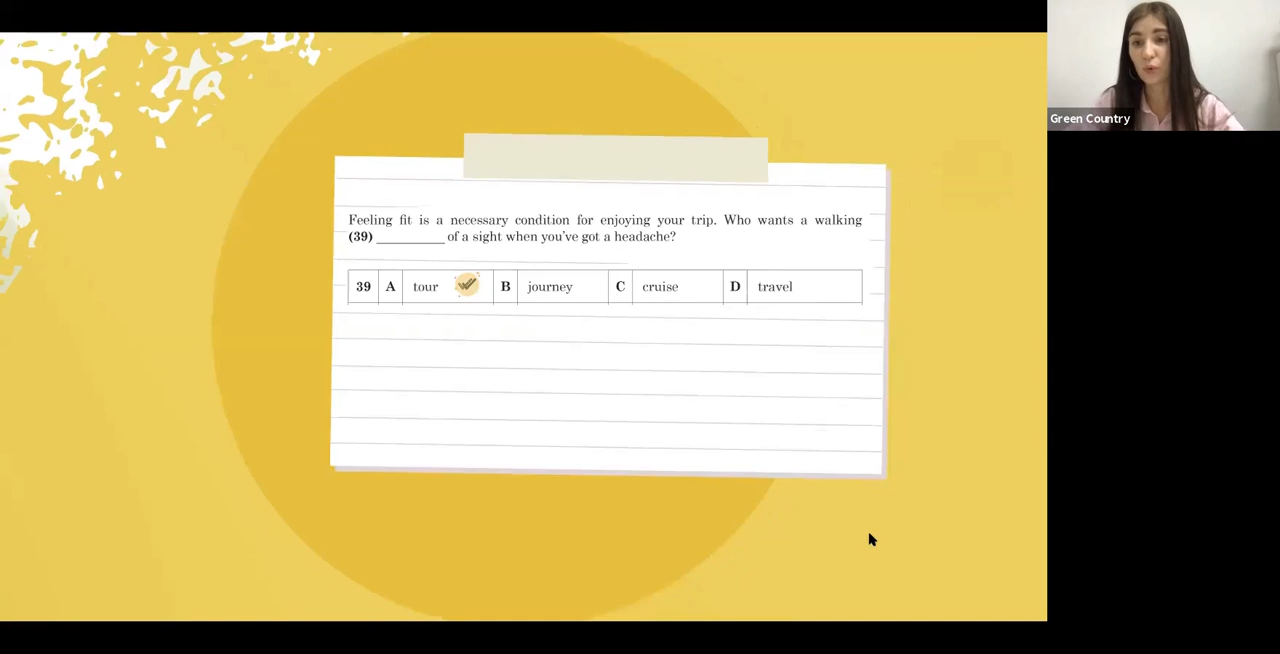 Feeling fit is a necessary condition for enjoying your trip. Who wants a walking
(39) __________ of a sight when you've got a headache?
39 A tour B journey C cruise D travel
Green Country